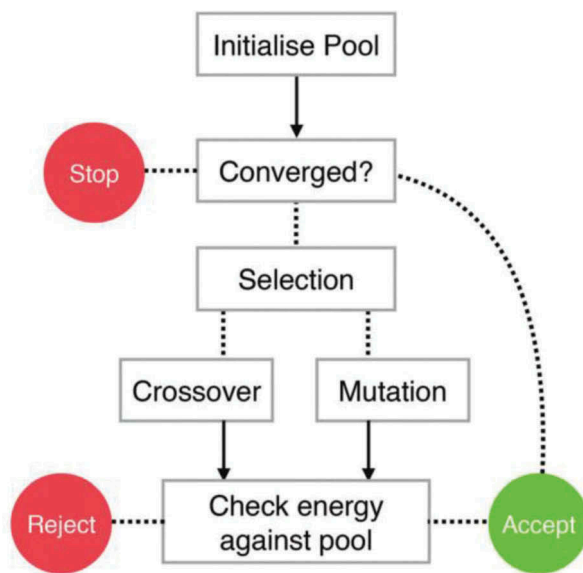 Initialise Pool
Stop
Converged?
Selection
Crossover
Mutation
Reject
Check energy
against pool
Accept